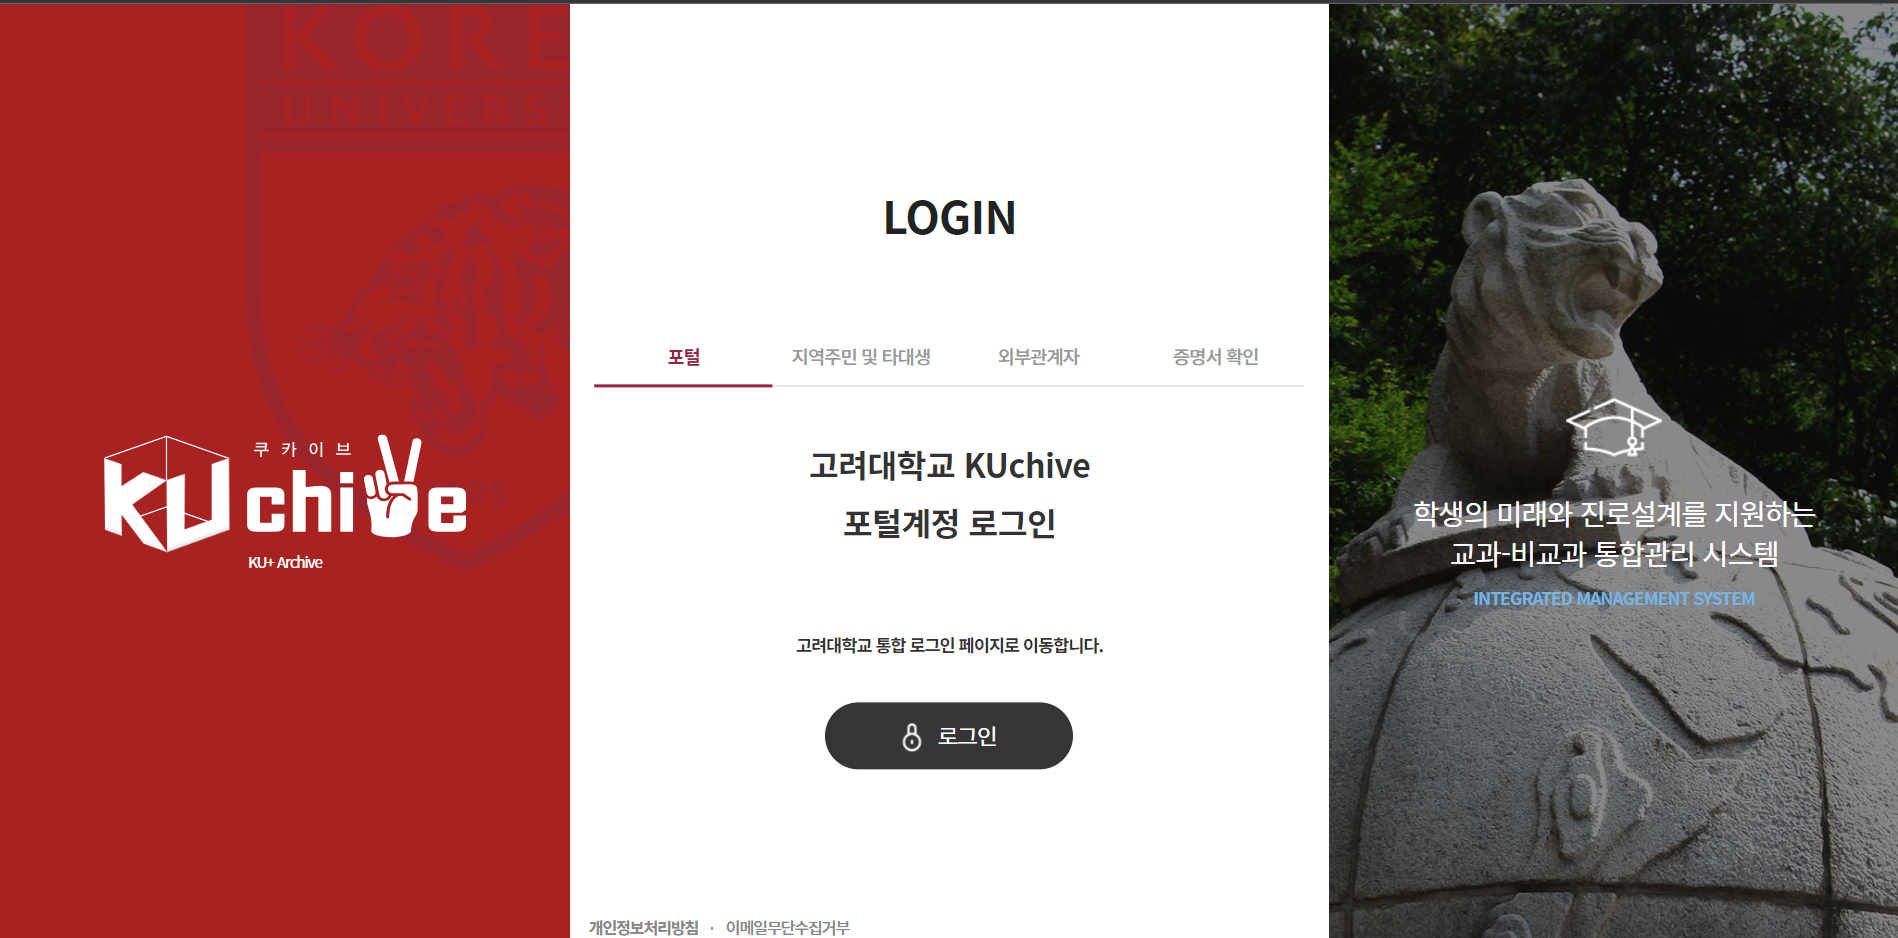 KORE
UNIVERS
쿠카이브
KUchive
KU+ Archive
LOGIN
포털
지역주민 및 타대생
외부관계자
증명서 확인
고려대학교 KUchive
포털계정 로그인
고려대학교 통합 로그인 페이지로 이동합니다.
로그인
개인정보처리방침 · 이메일무단수집거부
학생의 미래와 진로설계를 지원하는
교과-비교과 통합관리 시스템
INTEGRATED MANAGEMENT SYSTEM